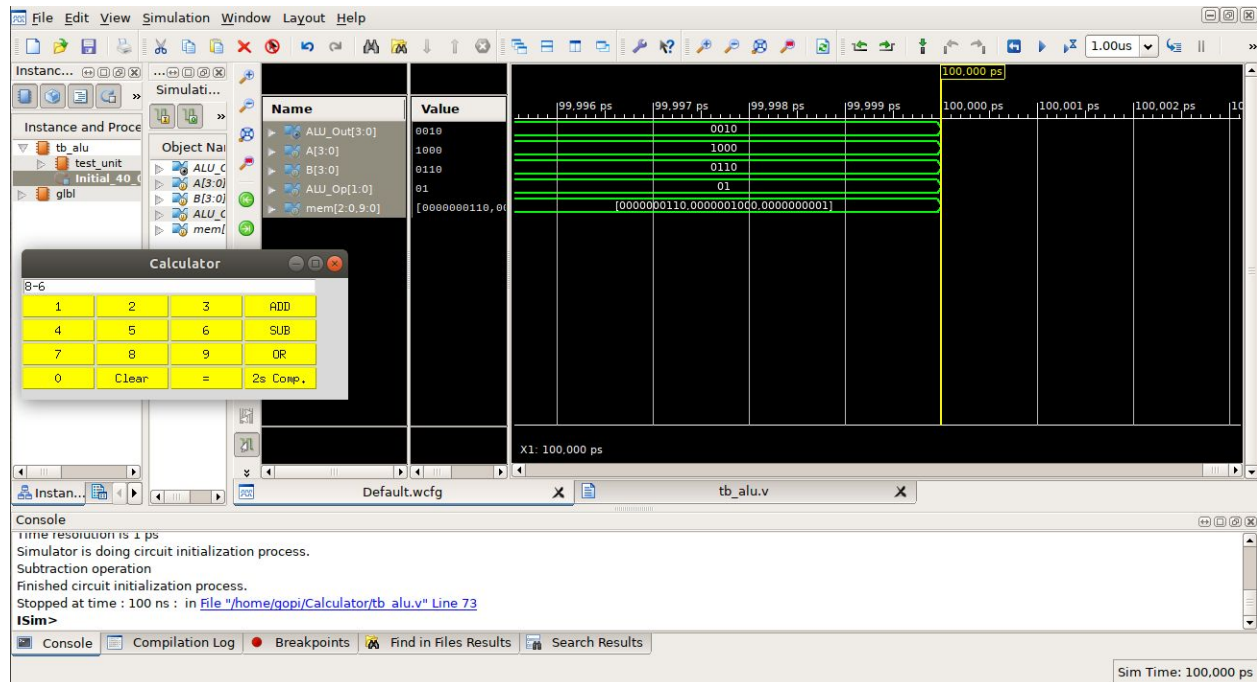 File Edit View Simulation Window Layout Help
1.00us
Instanc...
Simulati...
Instance and Proce
tb_alu
test_unit
Initial_40_
glbl
Object Nar
ALU_C
A[3:0]
B[3:0]
ALU_C
mem[
Name Value
ALU_Out[3:0] 0010
A[3:0] 1000
B[3:0] 0110
ALU_Op[1:0] 01
mem[2:0,9:0] [0000000110,00
100,000 ps
99,996 ps 99,997 ps 99,998 ps 99,999 ps 100,000 ps 100,001 ps 100,002 ps 10
0010
1000
0110
01
[0000000110,0000001000,0000000001]
X1: 100,000 ps
Calculator
8-6
1 2 3 ADD
4 5 6 SUB
7 8 9 OR
0 Clear = 2s Comp.
Instan...
Default.wcfg tb_alu.v
Console
Time resolution is 1 ps
Simulator is doing circuit initialization process.
Subtraction operation
Finished circuit initialization process.
Stopped at time : 100 ns : in File "/home/gopi/Calculator/tb_alu.v" Line 73
ISim>
Console Compilation Log Breakpoints Find in Files Results Search Results
Sim Time: 100,000 ps